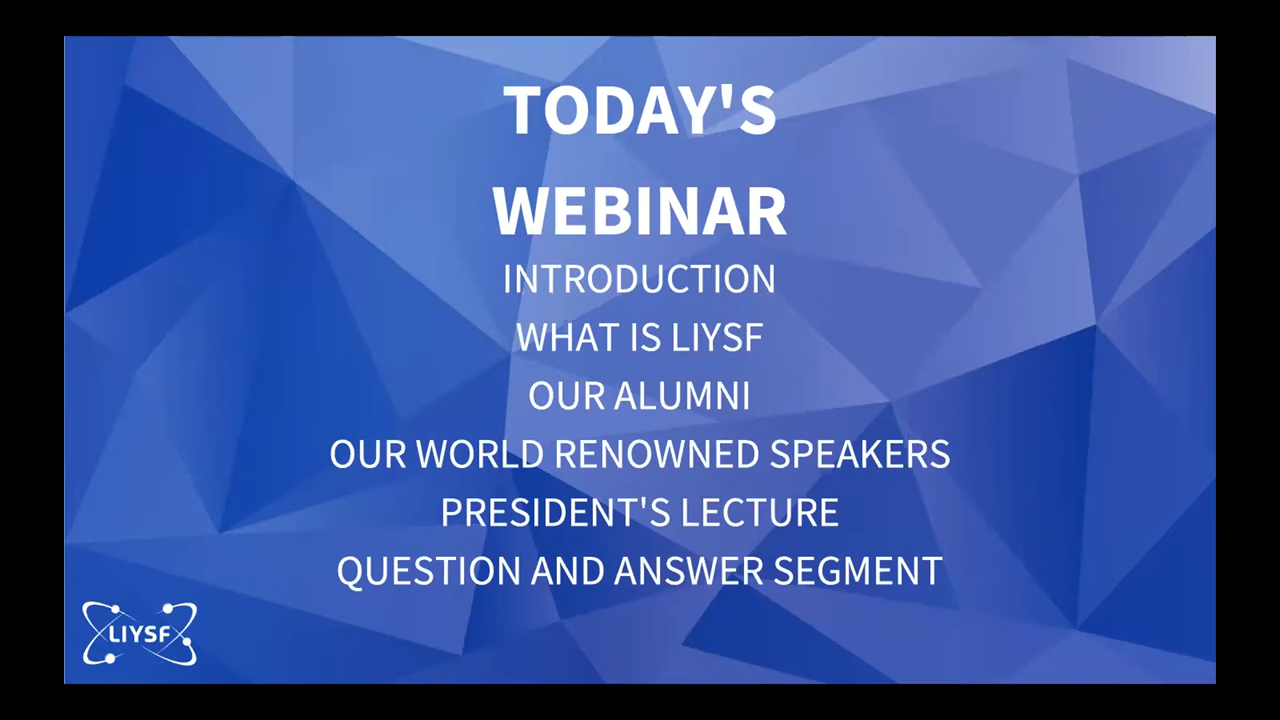 TODAY'S
WEBINAR
INTRODUCTION
WHAT IS LIYSF
OUR ALUMNI
OUR WORLD RENOWNED SPEAKERS
PRESIDENT'S LECTURE
QUESTION AND ANSWER SEGMENT
LIYSF